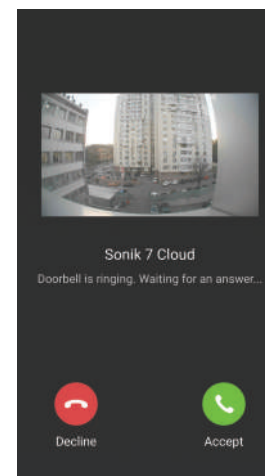 Sonik 7 Cloud
Doorbell is ringing. Waiting for an answer...
Decline
Accept